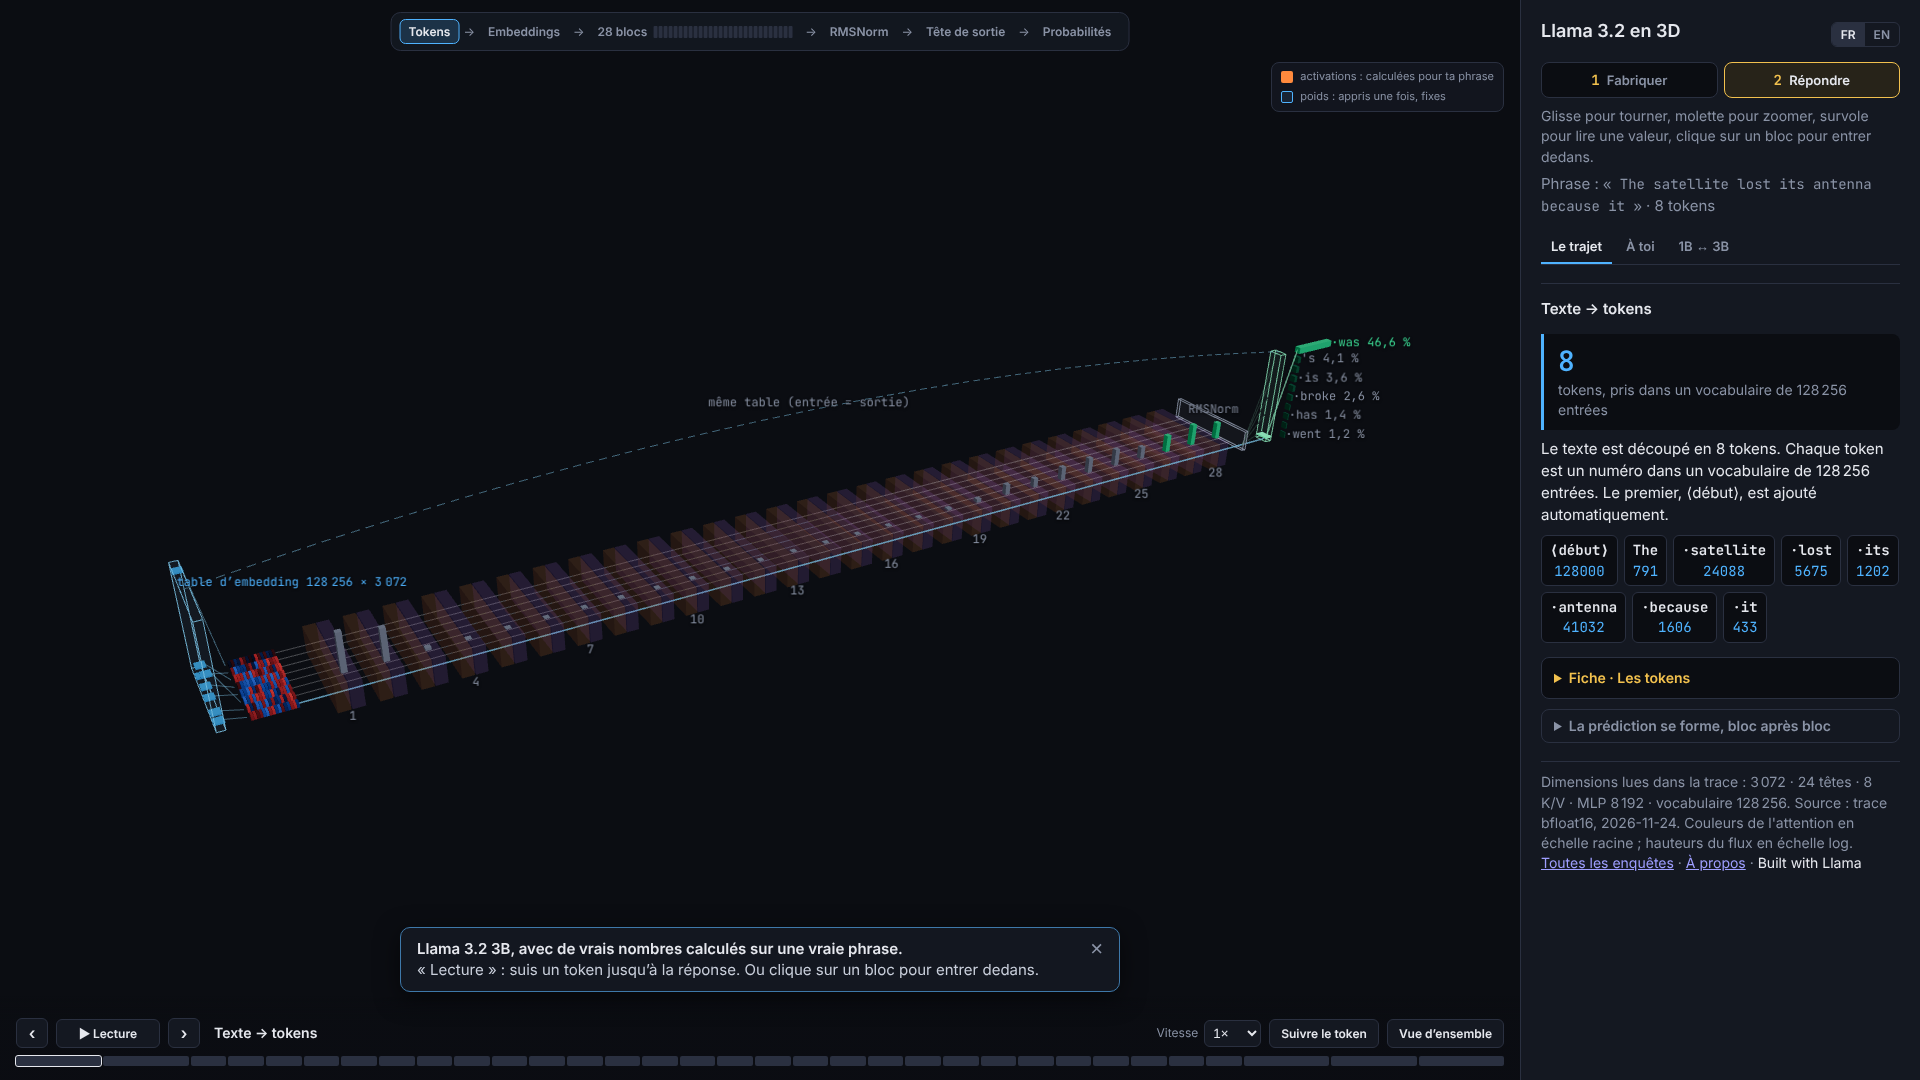 Tokens → Embeddings → 28 blocs → RMSNorm → Tête de sortie → Probabilités
activations : calculées pour ta phrase
poids : appris une fois, fixes
·was 46,6 %
's 4,1 %
·is 3,6 %
·broke 2,6 %
·has 1,4 %
·went 1,2 %
même table (entrée = sortie)
RMSNorm
table d’embedding 128 256 × 3 072
1
4
7
10
13
16
19
22
25
28
Llama 3.2 3B, avec de vrais nombres calculés sur une vraie phrase.
« Lecture » : suis un token jusqu’à la réponse. Ou clique sur un bloc pour entrer dedans.
✕
‹ ▶ Lecture › Texte → tokens
Vitesse 1× Suivre le token Vue d’ensemble
Llama 3.2 en 3D
FR EN
1 Fabriquer
2 Répondre
Glisse pour tourner, molette pour zoomer, survole
pour lire une valeur, clique sur un bloc pour entrer
dedans.
Phrase : « The satellite lost its antenna
because it » · 8 tokens
Le trajet À toi 1B ↔ 3B
Texte → tokens
8
tokens, pris dans un vocabulaire de 128 256
entrées
Le texte est découpé en 8 tokens. Chaque token
est un numéro dans un vocabulaire de 128 256
entrées. Le premier, ⟨début⟩, est ajouté
automatiquement.
⟨début⟩ The ·satellite ·lost ·its
128000 791 24088 5675 1202
·antenna ·because ·it
41032 1606 433
▶ Fiche · Les tokens
▶ La prédiction se forme, bloc après bloc
Dimensions lues dans la trace : 3 072 · 24 têtes · 8
K/V · MLP 8 192 · vocabulaire 128 256. Source : trace
bfloat16, 2026-11-24. Couleurs de l'attention en
échelle racine ; hauteurs du flux en échelle log.
Toutes les enquêtes · À propos · Built with Llama